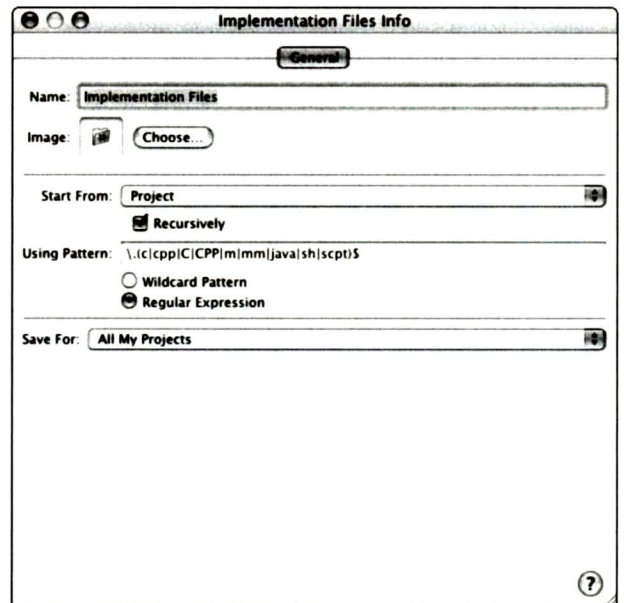 Implementation Files Info
General
Name: Implementation Files
Image: Choose...
Start From: Project
Recursively
Using Pattern: \.(c|cpp|C|CPP|m|mm|java|sh|scpt)$
Wildcard Pattern
Regular Expression
Save For: All My Projects
?